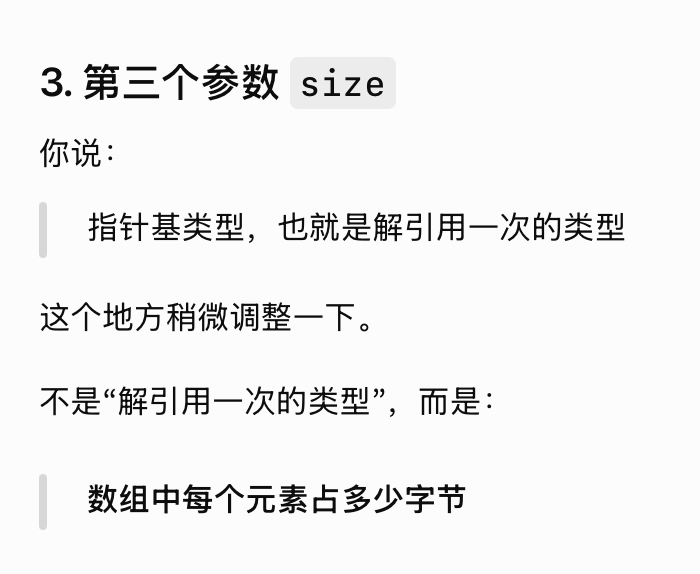 3. 第三个参数 size
你说：
指针基类型，也就是解引用一次的类型
这个地方稍微调整一下。
不是“解引用一次的类型”，而是：
数组中每个元素占多少字节